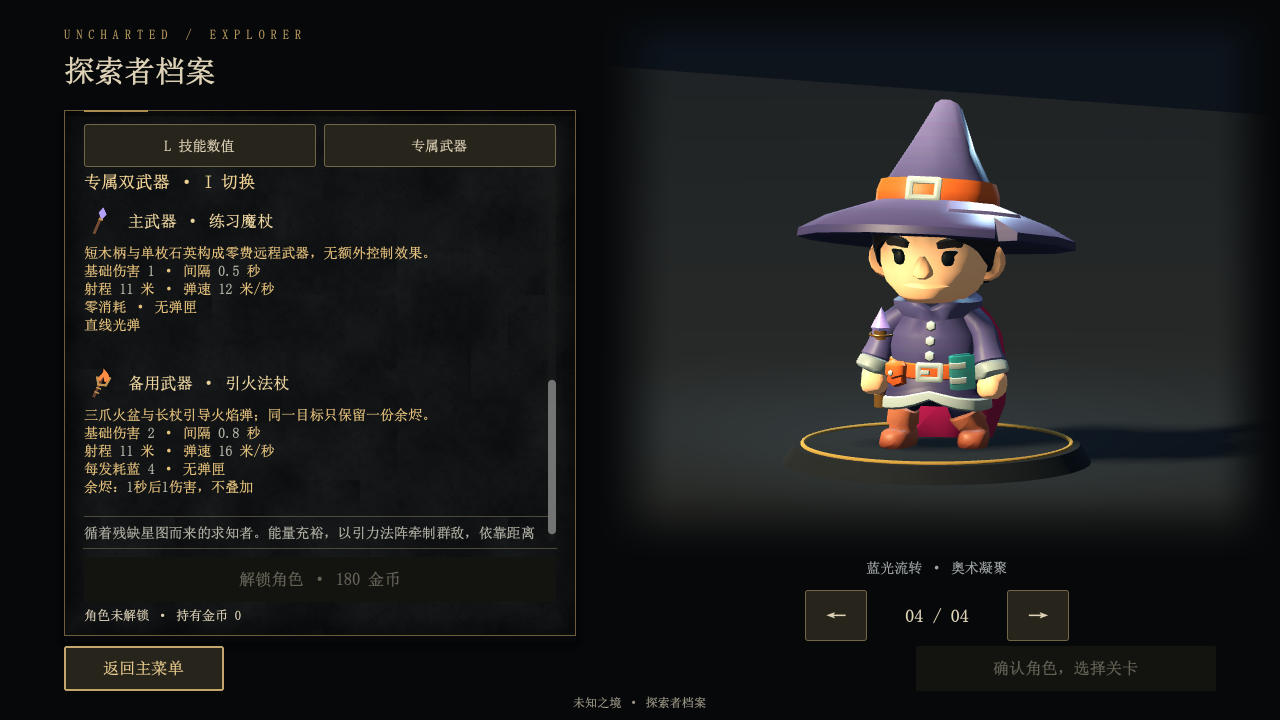 UNCHARTED / EXPLORER
探索者档案
L 技能数值
专属武器
专属双武器 • I 切换
主武器 • 练习魔杖
短木柄与单枚石英构成零费远程武器，无额外控制效果。
基础伤害 1 • 间隔 0.5 秒
射程 11 米 • 弹速 12 米/秒
零消耗 • 无弹匣
直线光弹
备用武器 • 引火法杖
三爪火盆与长杖引导火焰弹；同一目标只保留一份余烬。
基础伤害 2 • 间隔 0.8 秒
射程 11 米 • 弹速 16 米/秒
每发耗蓝 4 • 无弹匣
余烬：1秒后1伤害，不叠加
循着残缺星图而来的求知者。能量充裕，以引力法阵牵制群敌，依靠距离
解锁角色 • 180 金币
角色未解锁 • 持有金币 0
返回主菜单
蓝光流转 • 奥术凝聚
←
04 / 04
→
确认角色，选择关卡
未知之境 • 探索者档案